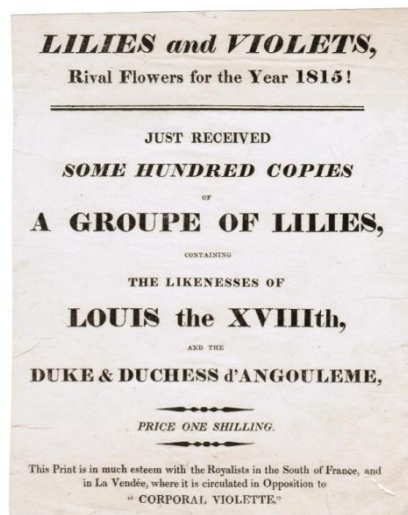 LILIES and VIOLETS,
Rival Flowers for the Year 1815!
JUST RECEIVED
SOME HUNDRED COPIES
OF
A GROUPE OF LILIES,
CONTAINING
THE LIKENESSES OF
LOUIS the XVIIIth,
AND THE
DUKE & DUCHESS d'ANGOULEME,
PRICE ONE SHILLING.
This Print is in much esteem with the Royalists in the South of France, and
in La Vendée, where it is circulated in Opposition to
" CORPORAL VIOLETTE."